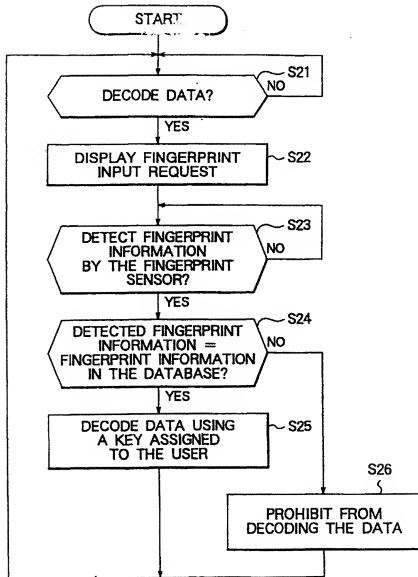 START
S21
DECODE DATA?
NO
YES
DISPLAY FINGERPRINT
INPUT REQUEST
S22
S23
DETECT FINGERPRINT
INFORMATION
BY THE FINGERPRINT
SENSOR?
NO
YES
S24
DETECTED FINGERPRINT
INFORMATION =
FINGERPRINT INFORMATION
IN THE DATABASE?
NO
YES
DECODE DATA USING
A KEY ASSIGNED
TO THE USER
S25
S26
PROHIBIT FROM
DECODING THE DATA